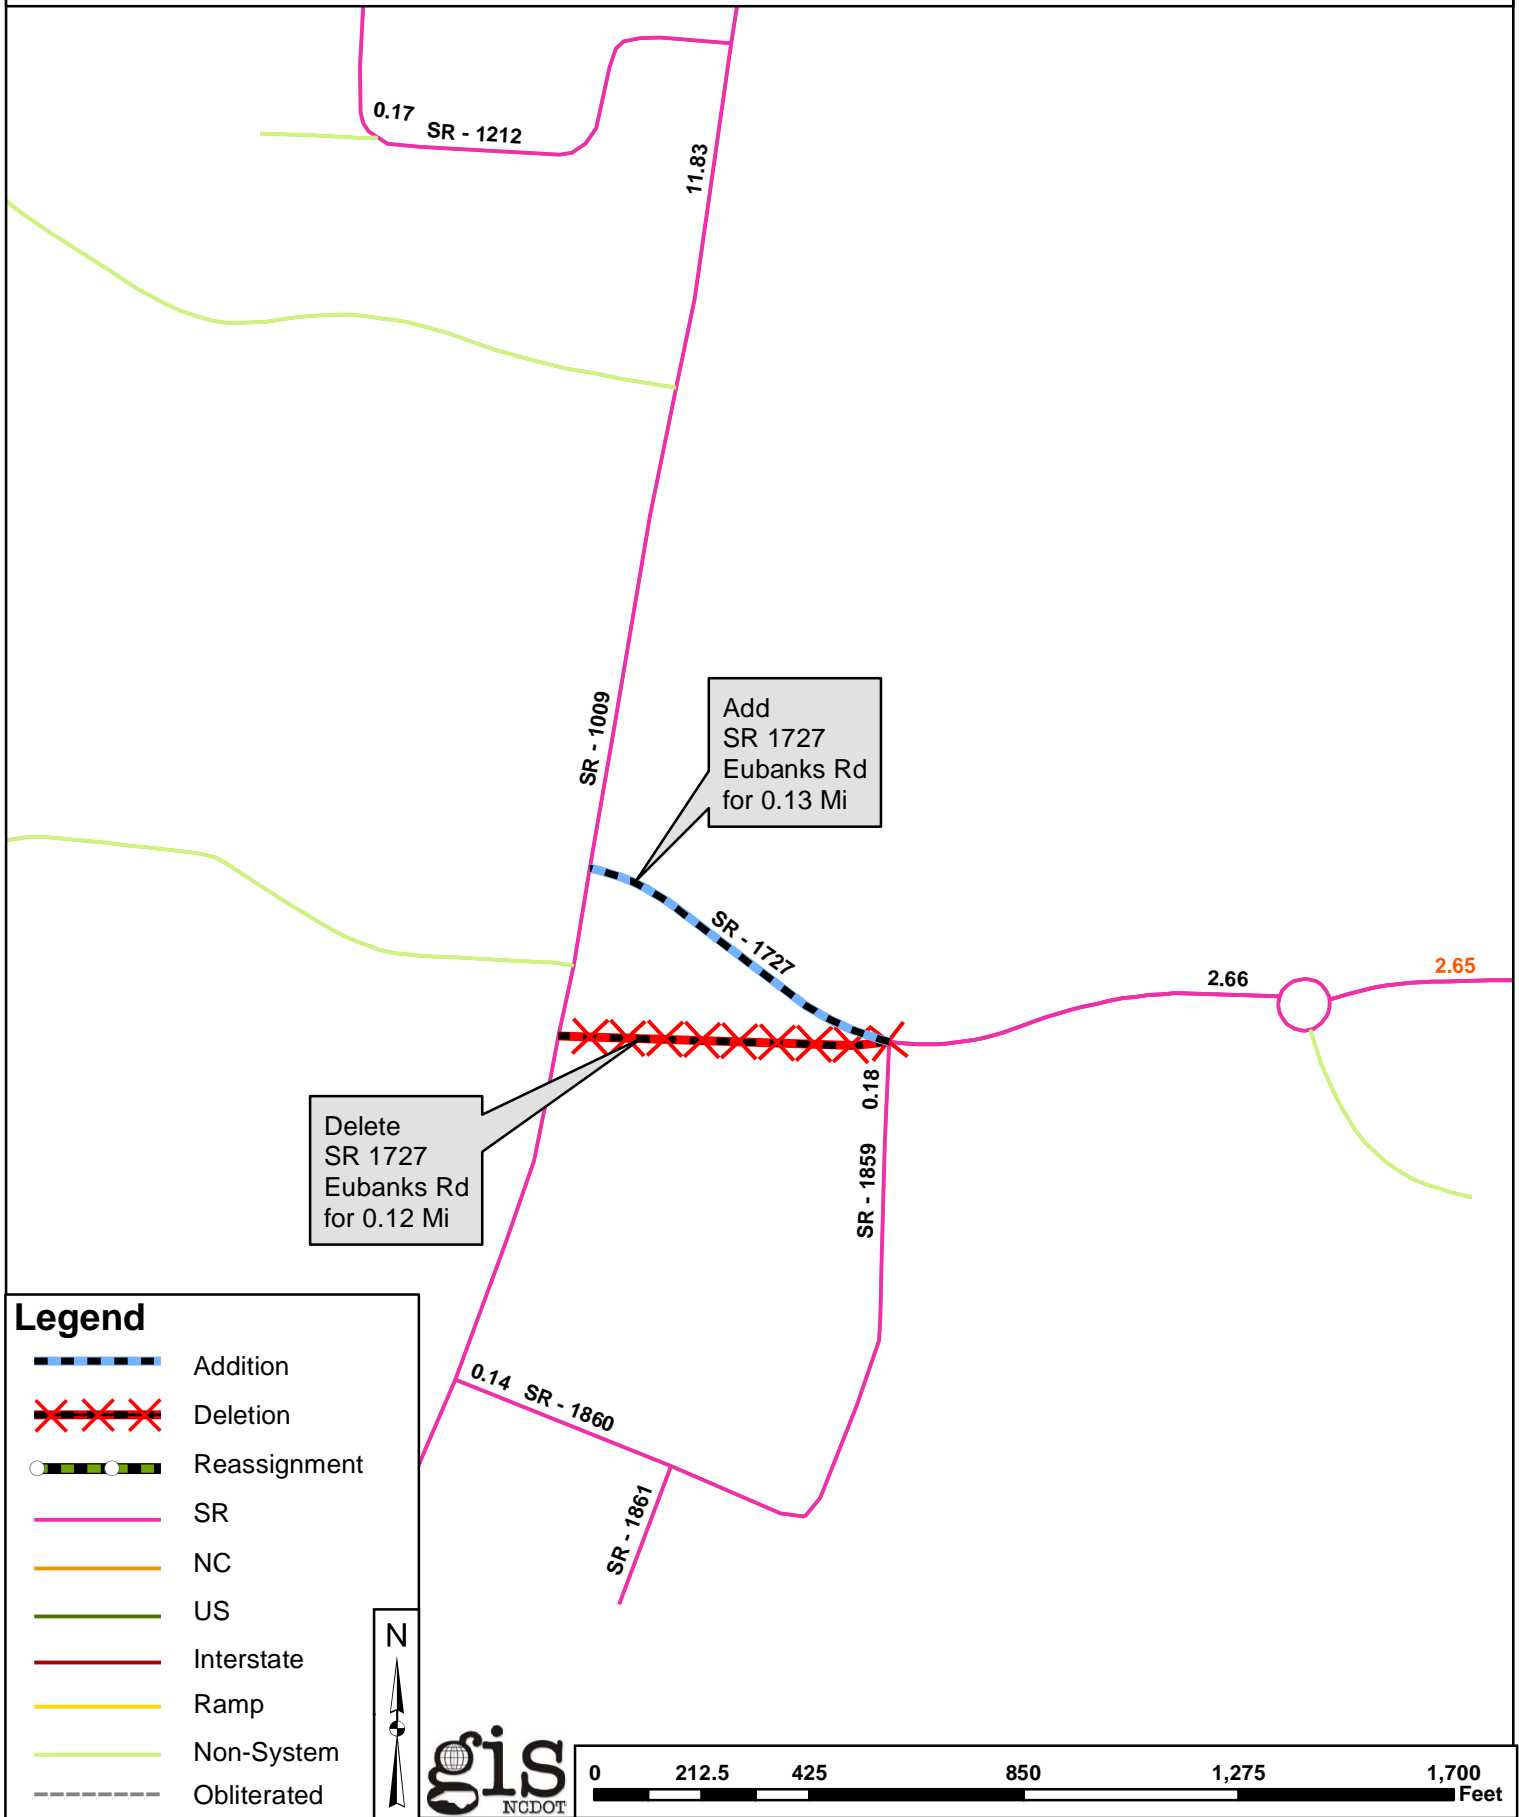 0.17 SR - 1212
11.83
SR - 1009
Add
SR 1727
Eubanks Rd
for 0.13 Mi
SR - 1727
2.66
2.65
0.18
SR - 1859
Delete
SR 1727
Eubanks Rd
for 0.12 Mi
0.14 SR - 1860
SR - 1861
Legend
Addition
Deletion
Reassignment
SR
NC
US
Interstate
Ramp
Non-System
Obliterated
N
gis
NCDOT
0 212.5 425 850 1,275 1,700
Feet